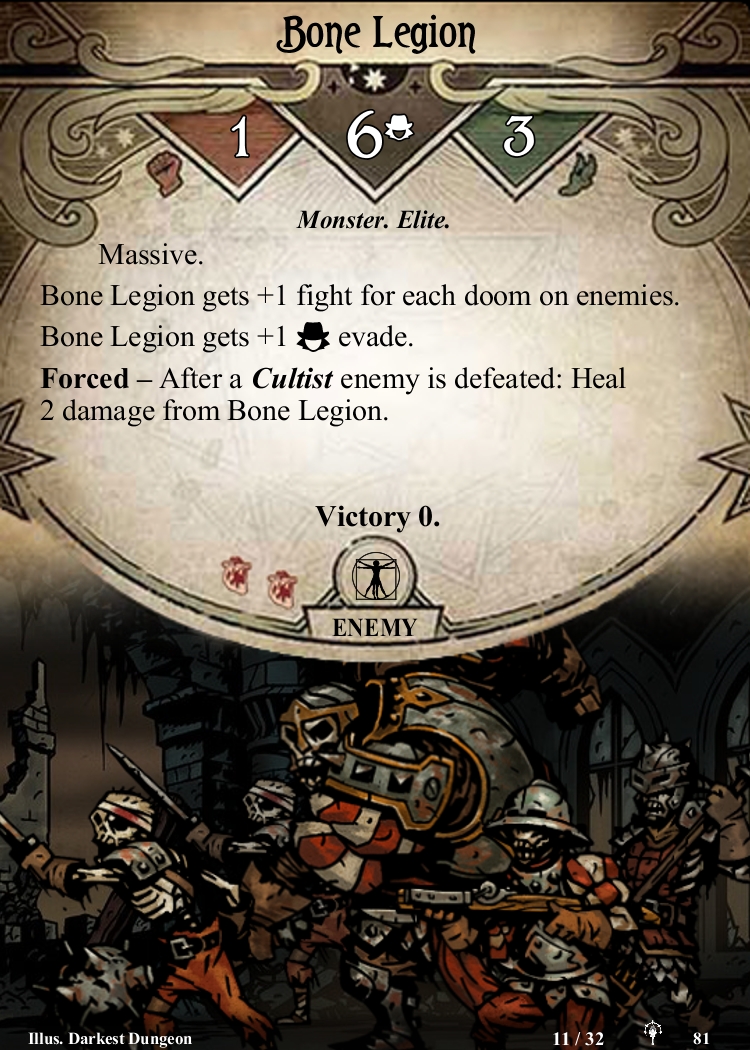 Bone Legion
1 6 3
Monster. Elite.
Massive.
Bone Legion gets +1 fight for each doom on enemies.
Bone Legion gets +1 evade.
Forced – After a Cultist enemy is defeated: Heal
2 damage from Bone Legion.
Victory 0.
ENEMY
Illus. Darkest Dungeon 11 / 32 81